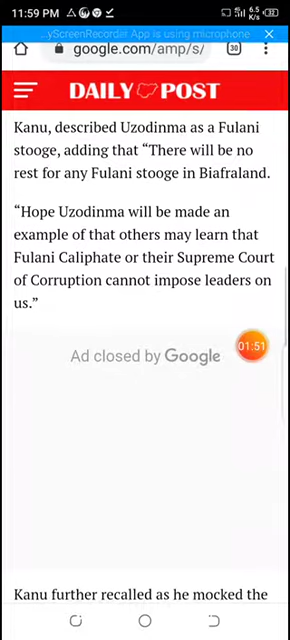 11:59 PM
6.5
K/s
yScreenRecorder App is using microphone
google.com/amp/s/
30
DAILY POST
Kanu, described Uzodinma as a Fulani
stooge, adding that “There will be no
rest for any Fulani stooge in Biafraland.
“Hope Uzodinma will be made an
example of that others may learn that
Fulani Caliphate or their Supreme Court
of Corruption cannot impose leaders on
us.”
Ad closed by Google
01:51
Kanu further recalled as he mocked the